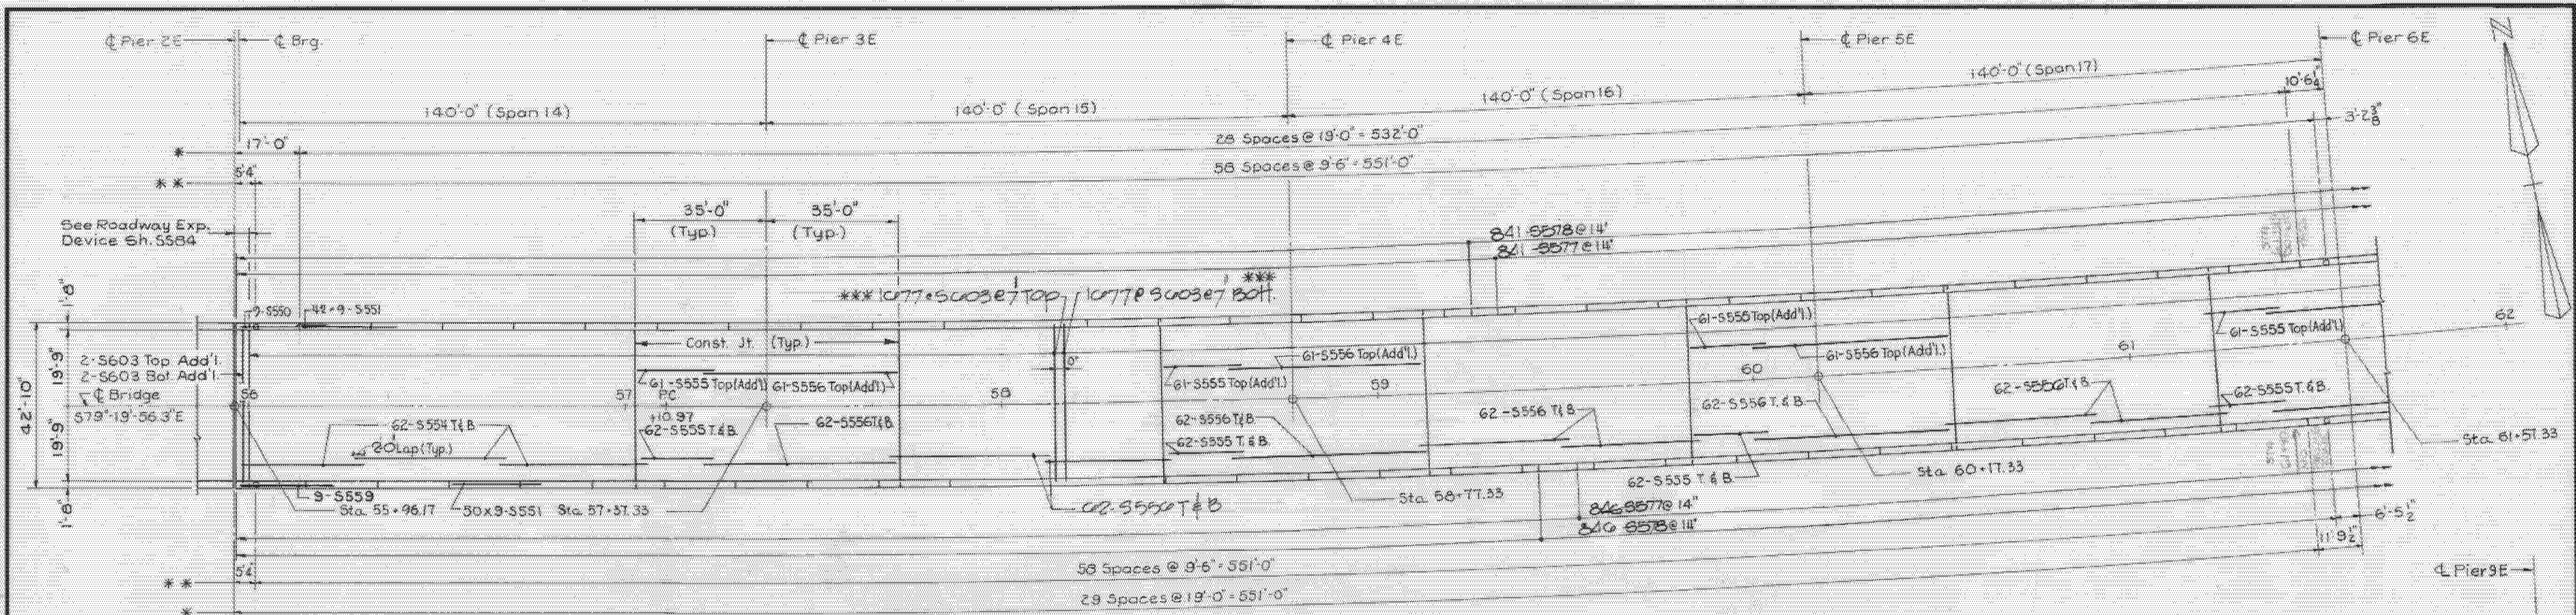 ℄ Pier 2E
℄ Brg.
℄ Pier 3E
℄ Pier 4E
℄ Pier 5E
℄ Pier 6E
N
140'-0" (Span 14)
140'-0" (Span 15)
140'-0" (Span 16)
140'-0" (Span 17)
10'-6¼"
3'-2⅜"
* 17'-0"
28 Spaces @ 19'-0" = 532'-0"
** 5'4"
58 Spaces @ 9'-6" = 551'-0"
See Roadway Exp.
Device Sh. S584
35'-0"
(Typ.)
35'-0"
(Typ.)
841-S578@14"
841-S577@14"
***
*** 1677-S603@7" Top
1677@S603@7" Bott.
1'-8"
9-S550
42-9-S551
42'-10"
19'-9"
19'-9"
1'-8"
2-S603 Top Add'l.
2-S603 Bot. Add'l.
℄ Bridge
S79°-19'-56.3"E
56
57
58
59
60
61
62
Const. Jt. (Typ.)
61-S555 Top(Add'l.)
61-S556 Top(Add'l.)
PC
+10.97
62-S554 T&B
2'0" Lap (Typ.)
62-S555 T.&B.
62-S556 T&B
61-S555 Top(Add'l.)
61-S556 Top(Add'l.)
62-S556 T&B.
62-S555 T.&B.
62-S556 T&B
61-S555 Top(Add'l.)
61-S556 Top(Add'l.)
62-S556 T.&B.
62-S555 T.&B.
62-S556 T&B.
61-S555 Top(Add'l.)
62-S555 T.&B.
9-S559
Sta. 55+96.17
50x9-S551
Sta. 57+37.33
62-S556 T&B
Sta. 58+77.33
Sta. 60+17.33
Sta. 61+57.33
846-S577@14"
846-S578@14"
6'-5½"
11'-9½"
** 5'4"
58 Spaces @ 9'-6" = 551'-0"
℄ Pier 9E
*
29 Spaces @ 19'-0" = 551'-0"